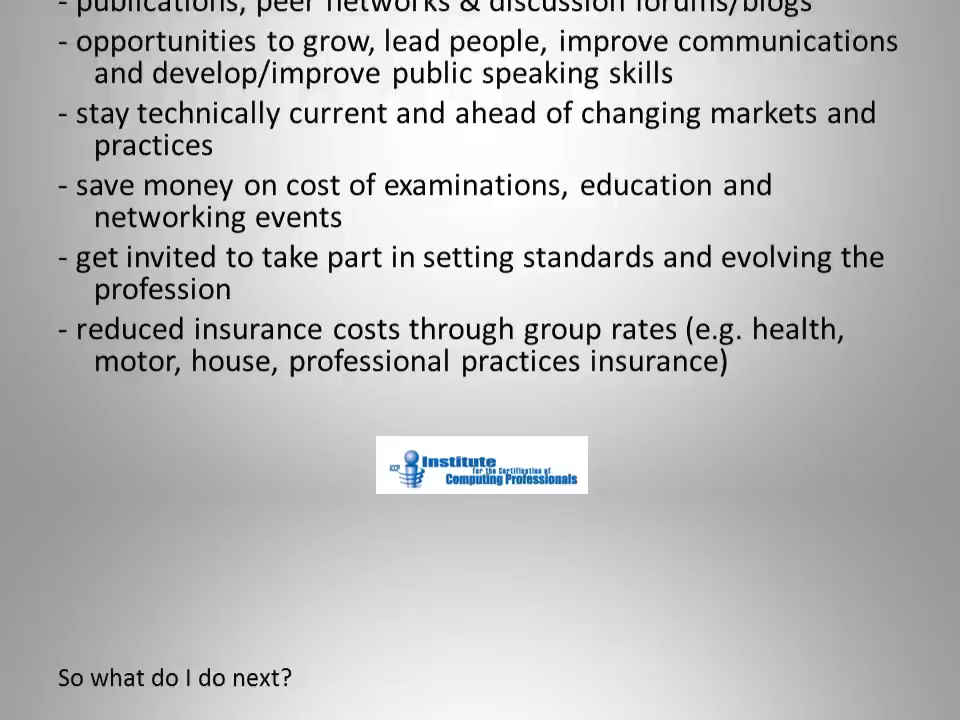 - publications, peer networks & discussion forums/blogs
- opportunities to grow, lead people, improve communications
and develop/improve public speaking skills
- stay technically current and ahead of changing markets and
practices
- save money on cost of examinations, education and
networking events
- get invited to take part in setting standards and evolving the
profession
- reduced insurance costs through group rates (e.g. health,
motor, house, professional practices insurance)
ICCP Institute
for the Certification of
Computing Professionals
So what do I do next?